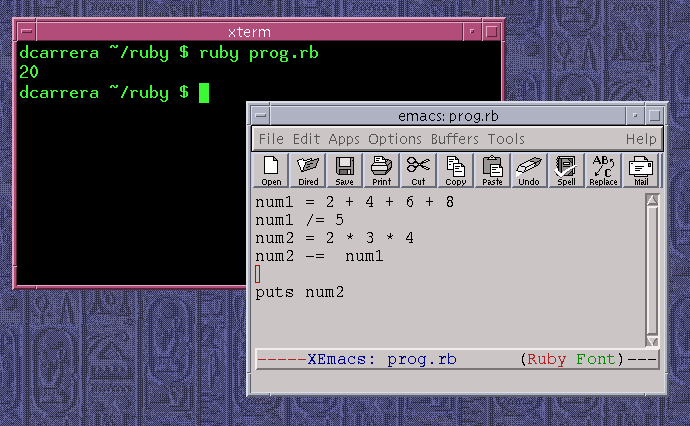 xterm
dcarrera ~/ruby $ ruby prog.rb
20
dcarrera ~/ruby $
emacs: prog.rb
File Edit Apps Options Buffers Tools Help
Open Dired Save Print Cut Copy Paste Undo Spell Replace Mail
num1 = 2 + 4 + 6 + 8
num1 /= 5
num2 = 2 * 3 * 4
num2 -=  num1
puts num2
-----XEmacs: prog.rb      (Ruby Font)---